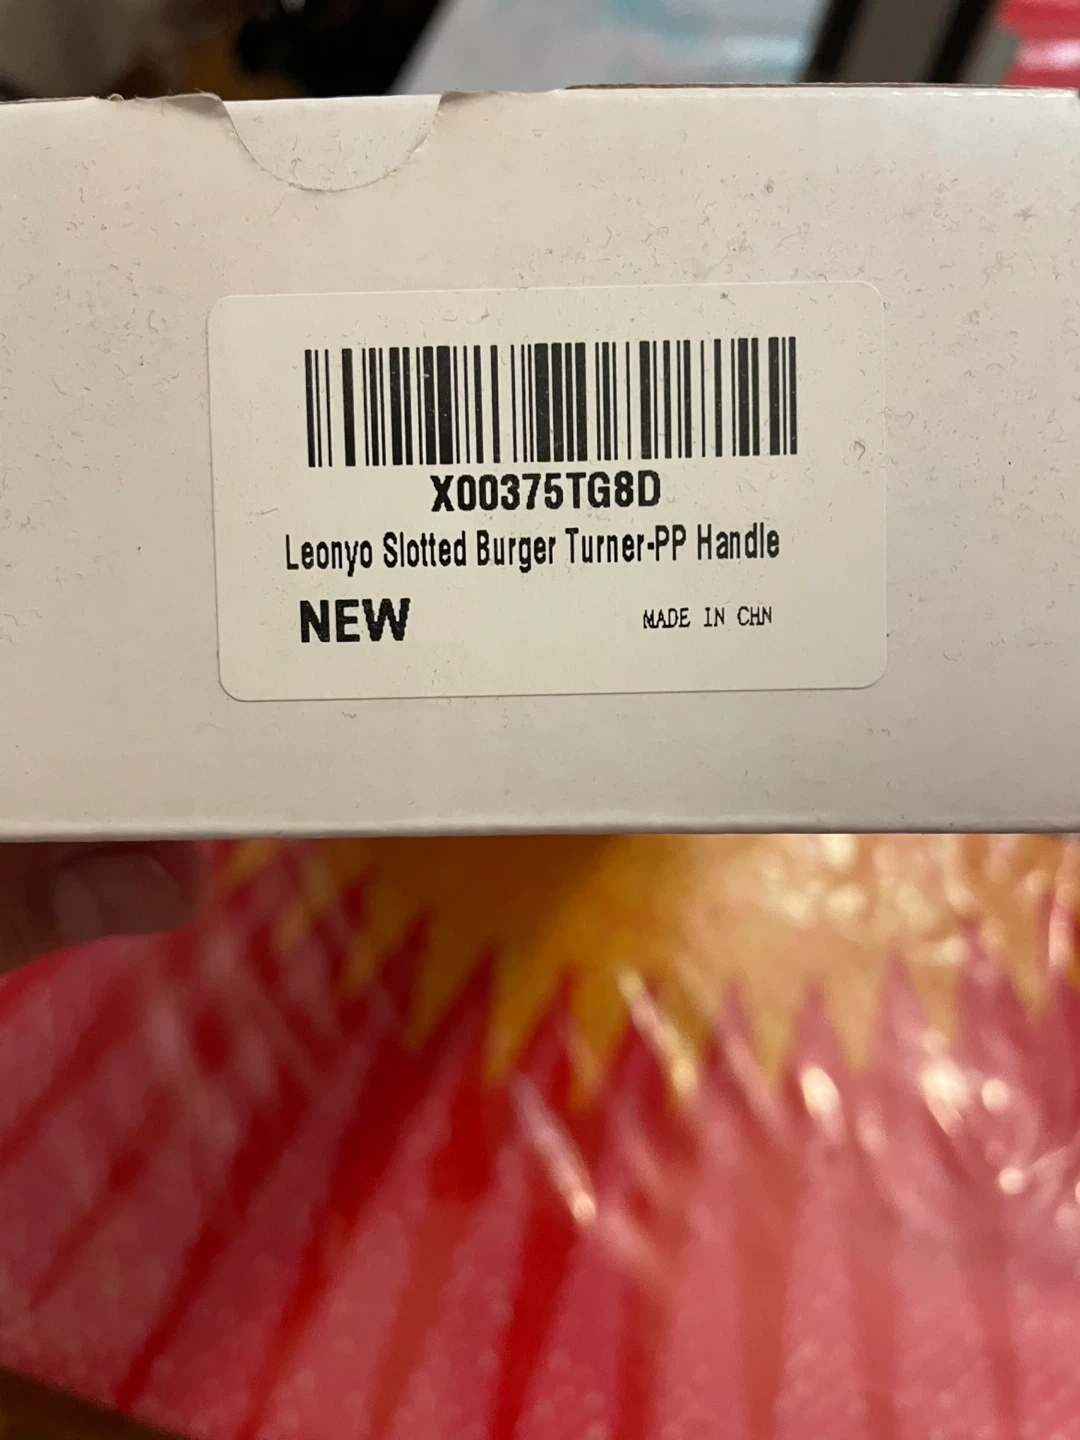 X00375TG8D
Leonyo Slotted Burger Turner-PP Handle
NEW
MADE IN CHN